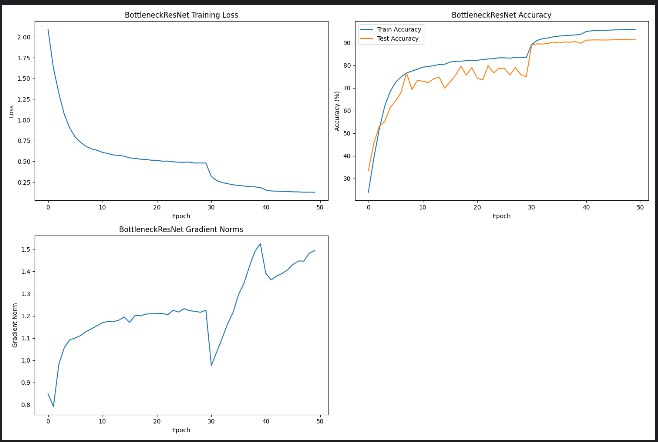 BottleneckResNet Training Loss
2.00
1.75
1.50
1.25
1.00
0.75
0.50
0.25
Loss
0 10 20 30 40 50
Epoch
BottleneckResNet Accuracy
Train Accuracy
Test Accuracy
90
80
70
60
50
40
30
Accuracy (%)
0 10 20 30 40 50
Epoch
BottleneckResNet Gradient Norms
1.5
1.4
1.3
1.2
1.1
1.0
0.9
0.8
Gradient Norm
0 10 20 30 40 50
Epoch